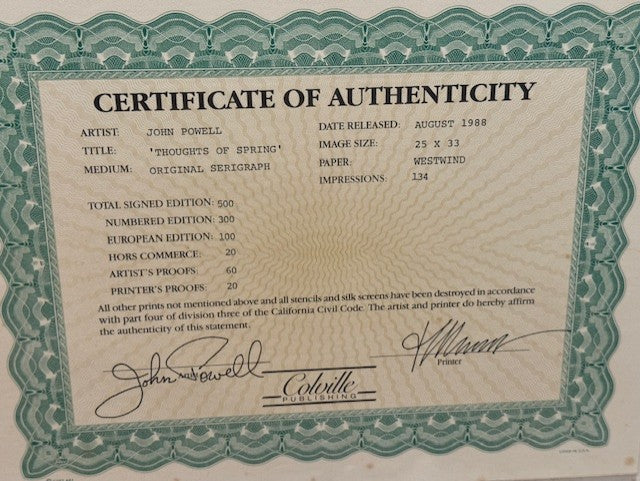 CERTIFICATE OF AUTHENTICITY
ARTIST: JOHN POWELL
TITLE: 'THOUGHTS OF SPRING'
MEDIUM: ORIGINAL SERIGRAPH
DATE RELEASED: AUGUST 1988
IMAGE SIZE: 25 X 33
PAPER: WESTWIND
IMPRESSIONS: 134
TOTAL SIGNED EDITION: 500
NUMBERED EDITION: 300
EUROPEAN EDITION: 100
HORS COMMERCE: 20
ARTIST'S PROOFS: 60
PRINTER'S PROOFS: 20
All other prints not mentioned above and all stencils and silk screens have been destroyed in accordance
with part four of division three of the California Civil Code. The artist and printer do hereby affirm
the authenticity of this statement.
John Powell
Printer
Colville
PUBLISHING